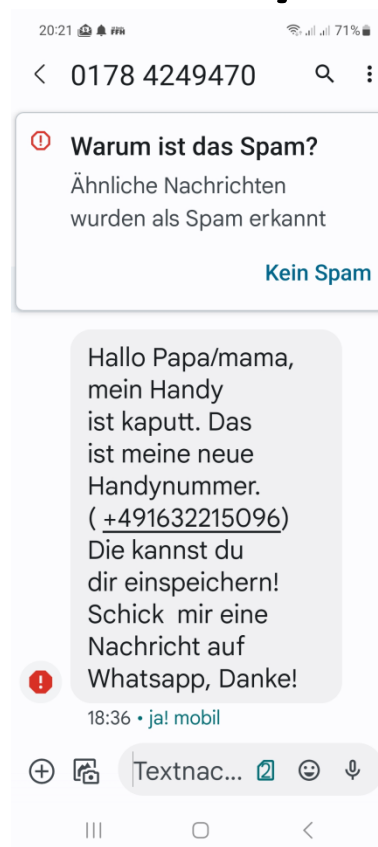 20:21 71%
0178 4249470
Warum ist das Spam?
Ähnliche Nachrichten
wurden als Spam erkannt
Kein Spam
Hallo Papa/mama,
mein Handy
ist kaputt. Das
ist meine neue
Handynummer.
( +491632215096)
Die kannst du
dir einspeichern!
Schick mir eine
Nachricht auf
Whatsapp, Danke!
18:36 • ja! mobil
Textnac... 2